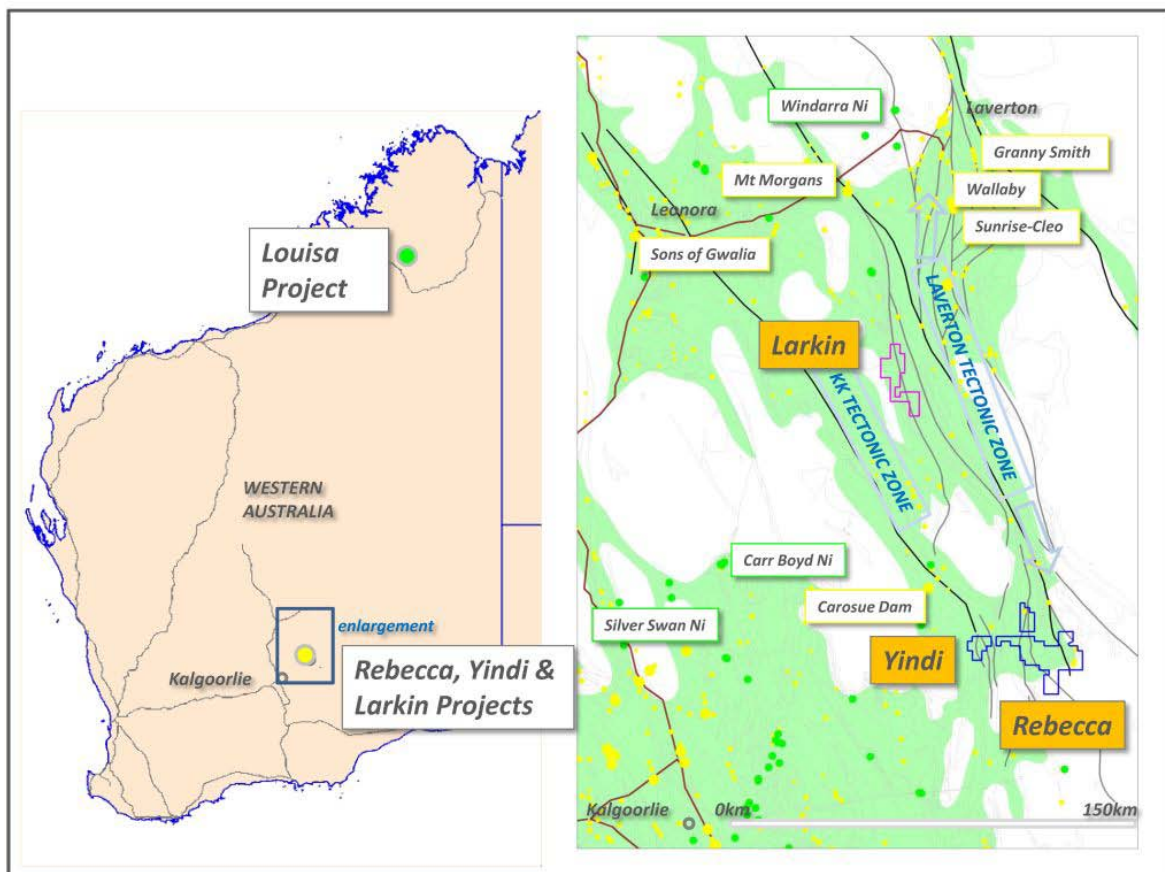 Louisa
Project
WESTERN
AUSTRALIA
enlargement
Kalgoorlie
Rebecca, Yindi &
Larkin Projects
Windarra Ni
Laverton
Granny Smith
Mt Morgans
Wallaby
Leonora
Sunrise-Cleo
Sons of Gwalia
LAVERTON TECTONIC ZONE
Larkin
KK TECTONIC ZONE
Carr Boyd Ni
Carosue Dam
Silver Swan Ni
Yindi
Rebecca
Kalgoorlie
0km
150km